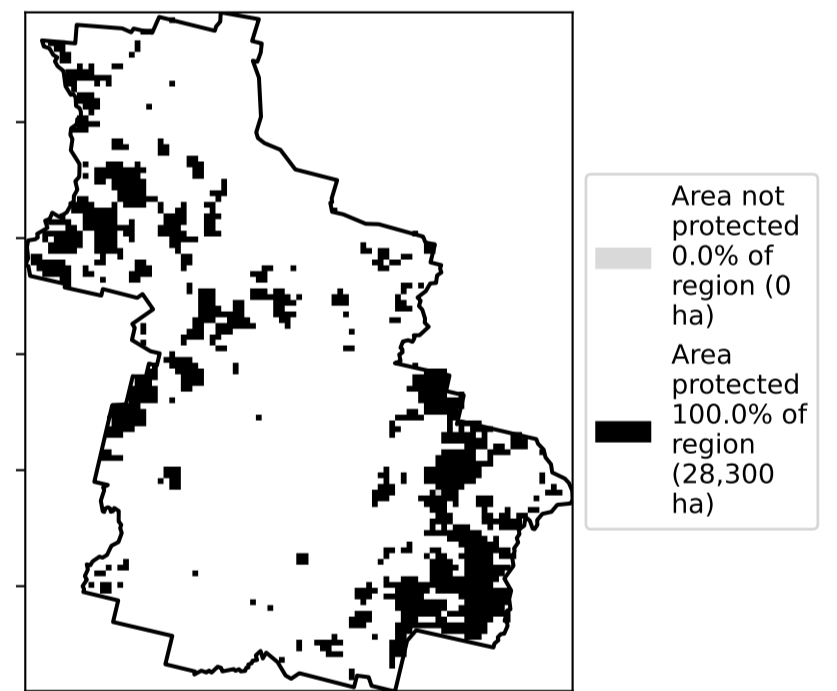 Area not
protected
0.0% of
region (0
ha)
Area
protected
100.0% of
region
(28,300
ha)